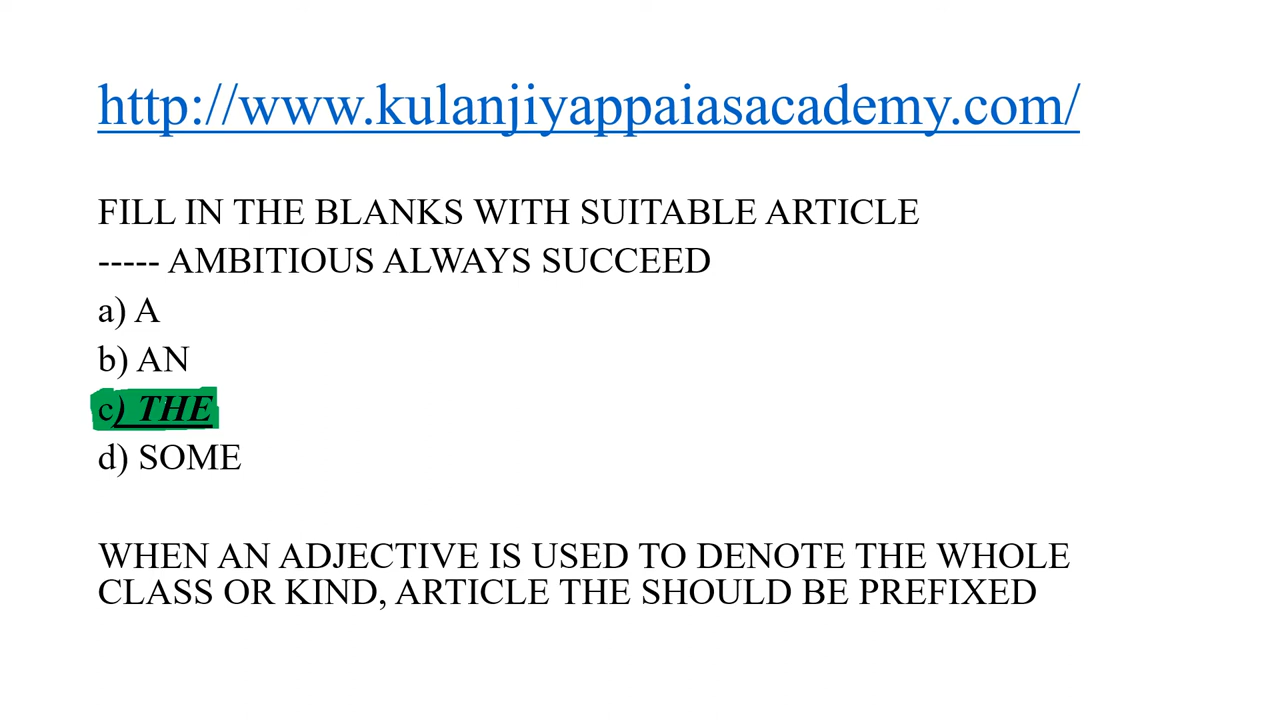 http://www.kulanjiyappaiasacademy.com/
FILL IN THE BLANKS WITH SUITABLE ARTICLE
----- AMBITIOUS ALWAYS SUCCEED
a) A
b) AN
c) THE
d) SOME
WHEN AN ADJECTIVE IS USED TO DENOTE THE WHOLE
CLASS OR KIND, ARTICLE THE SHOULD BE PREFIXED